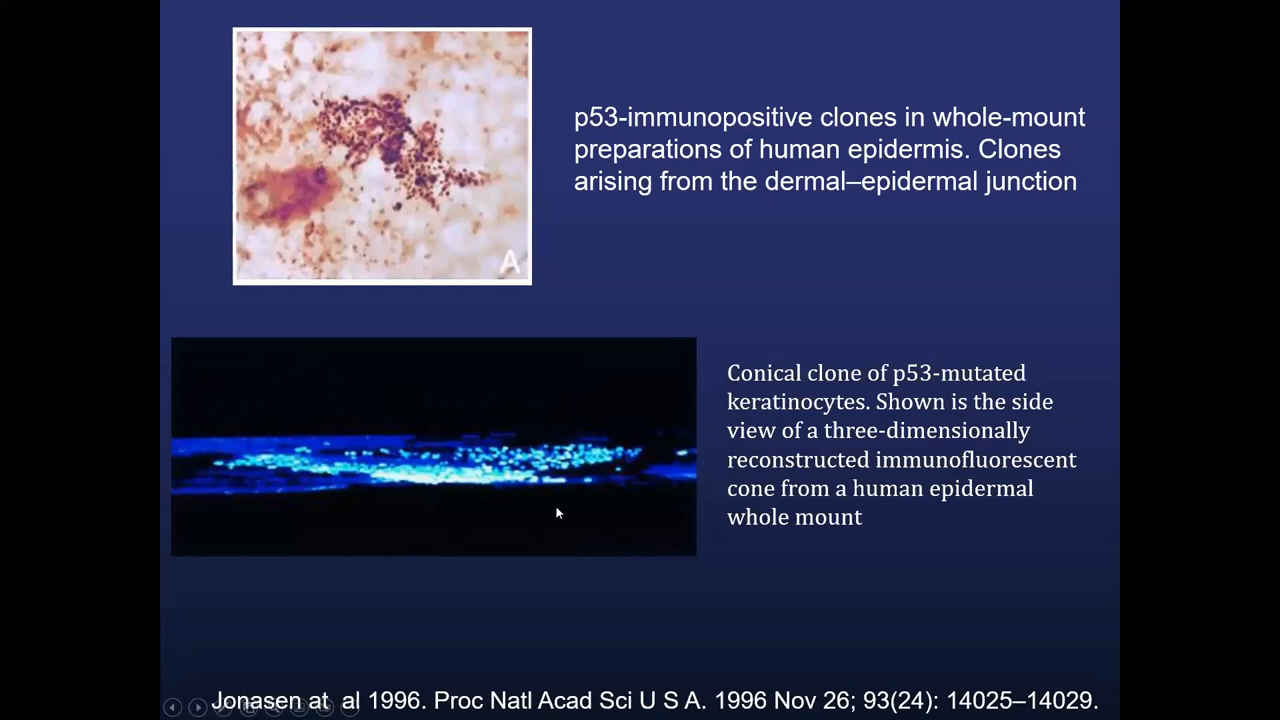 p53-immunopositive clones in whole-mount
preparations of human epidermis. Clones
arising from the dermal–epidermal junction
A
Conical clone of p53-mutated
keratinocytes. Shown is the side
view of a three-dimensionally
reconstructed immunofluorescent
cone from a human epidermal
whole mount
Jonasen at al 1996. Proc Natl Acad Sci U S A. 1996 Nov 26; 93(24): 14025–14029.